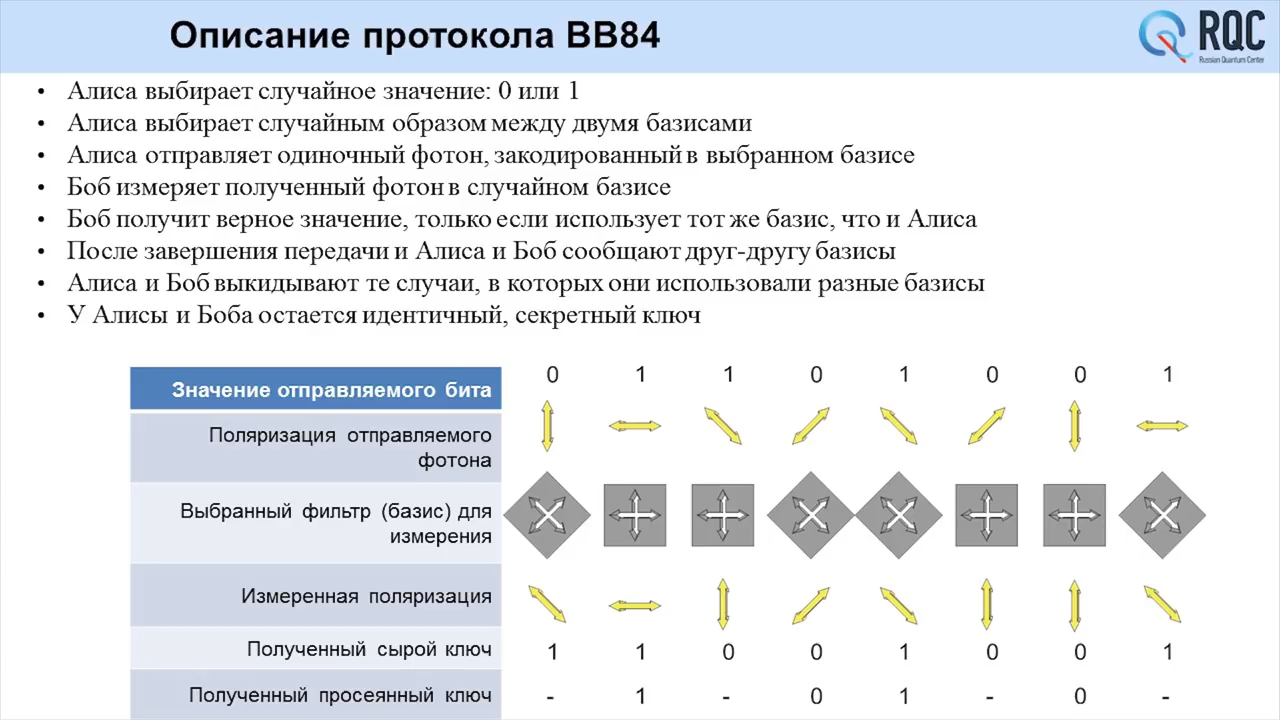 Описание протокола BB84
RQC
Russian Quantum Center
• Алиса выбирает случайное значение: 0 или 1
• Алиса выбирает случайным образом между двумя базисами
• Алиса отправляет одиночный фотон, закодированный в выбранном базисе
• Боб измеряет полученный фотон в случайном базисе
• Боб получит верное значение, только если использует тот же базис, что и Алиса
• После завершения передачи и Алиса и Боб сообщают друг-другу базисы
• Алиса и Боб выкидывают те случаи, в которых они использовали разные базисы
• У Алисы и Боба остается идентичный, секретный ключ
Значение отправляемого бита 0 1 1 0 1 0 0 1
Поляризация отправляемого
фотона
Выбранный фильтр (базис) для
измерения
Измеренная поляризация
Полученный сырой ключ 1 1 0 0 1 0 0 1
Полученный просеянный ключ - 1 - 0 1 - 0 -